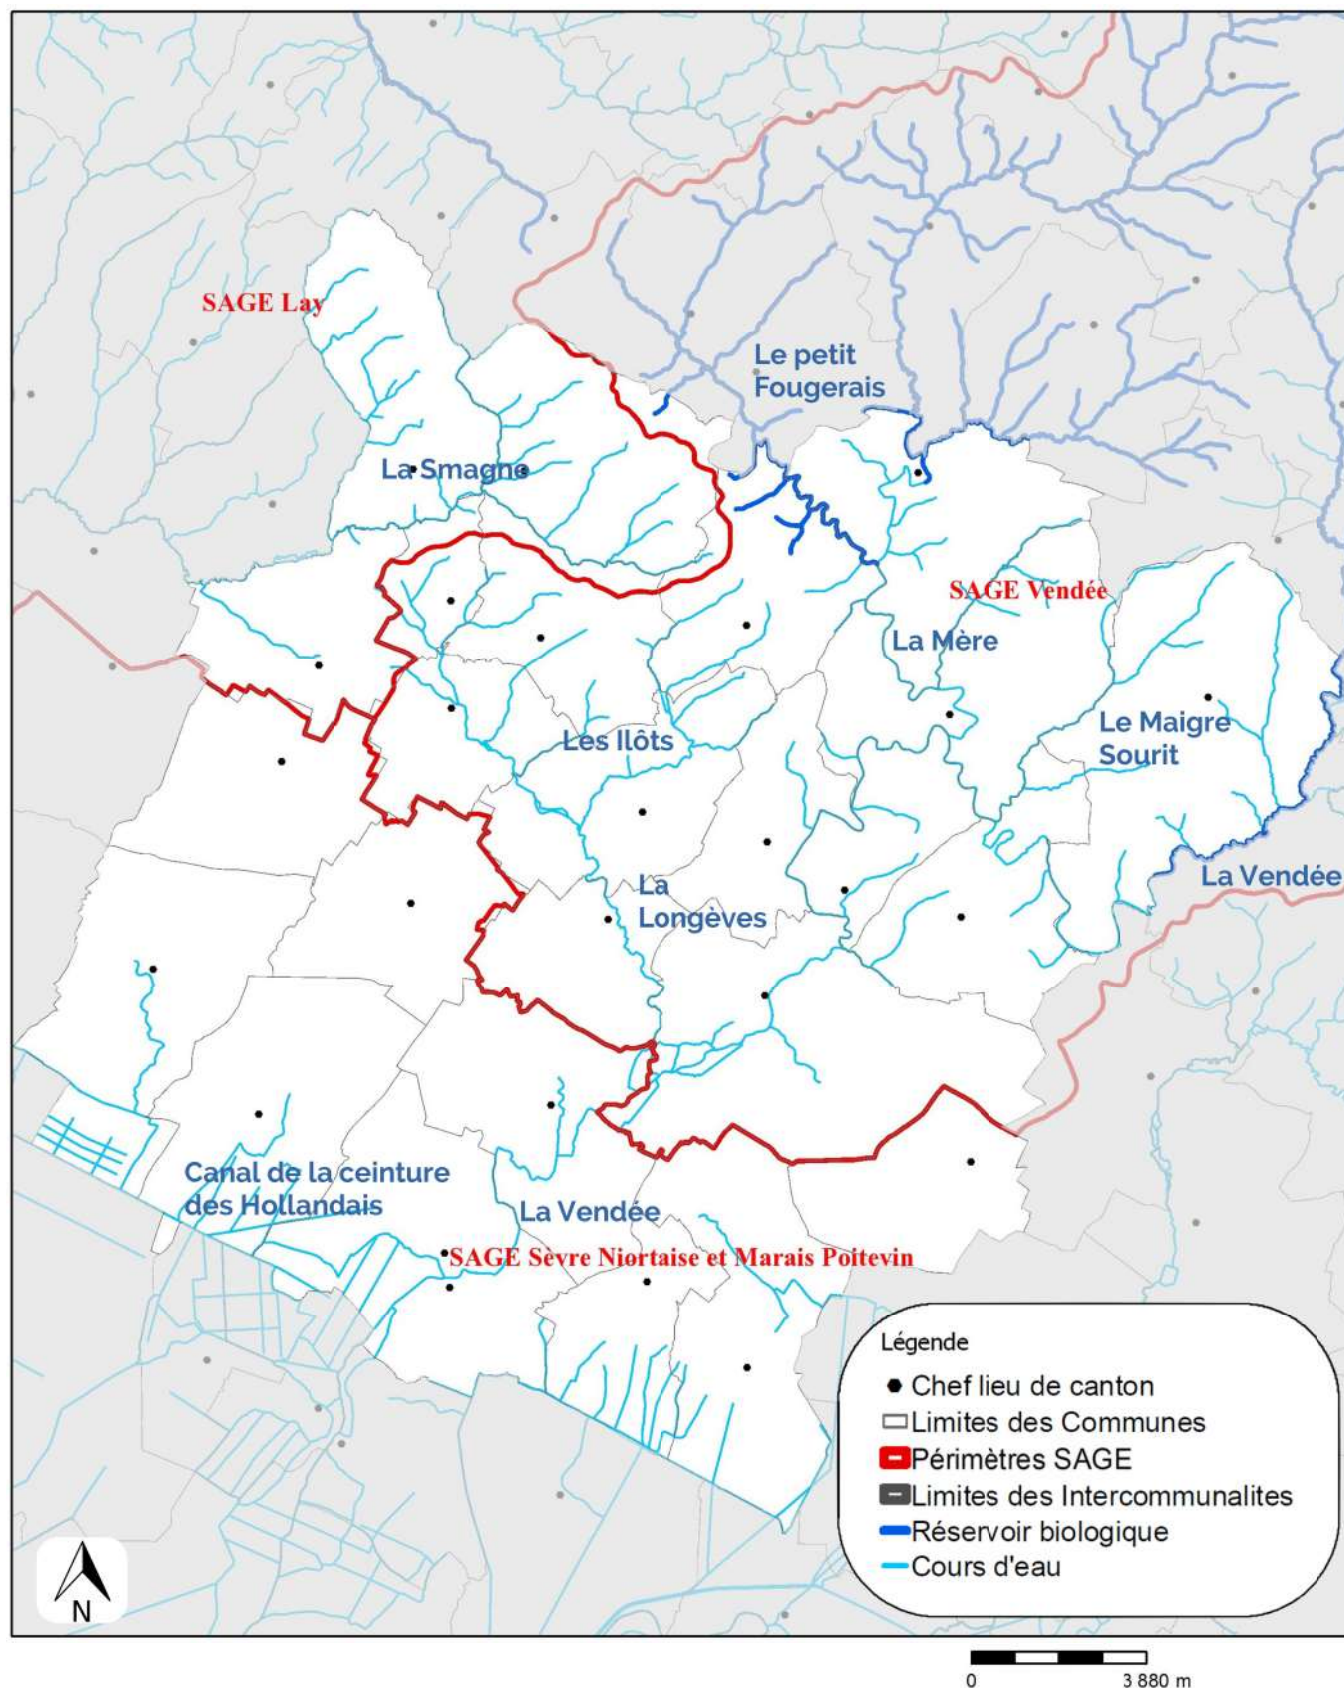 SAGE Lay
Le petit
Fougerais
La Smagne
SAGE Vendée
La Mère
Le Maigre
Sourit
Les Ilôts
La Vendée
La
Longèves
Canal de la ceinture
des Hollandais
La Vendée
SAGE Sèvre Niortaise et Marais Poitevin
Légende
Chef lieu de canton
Limites des Communes
Périmètres SAGE
Limites des Intercommunalites
Réservoir biologique
Cours d'eau
N
0 3 880 m